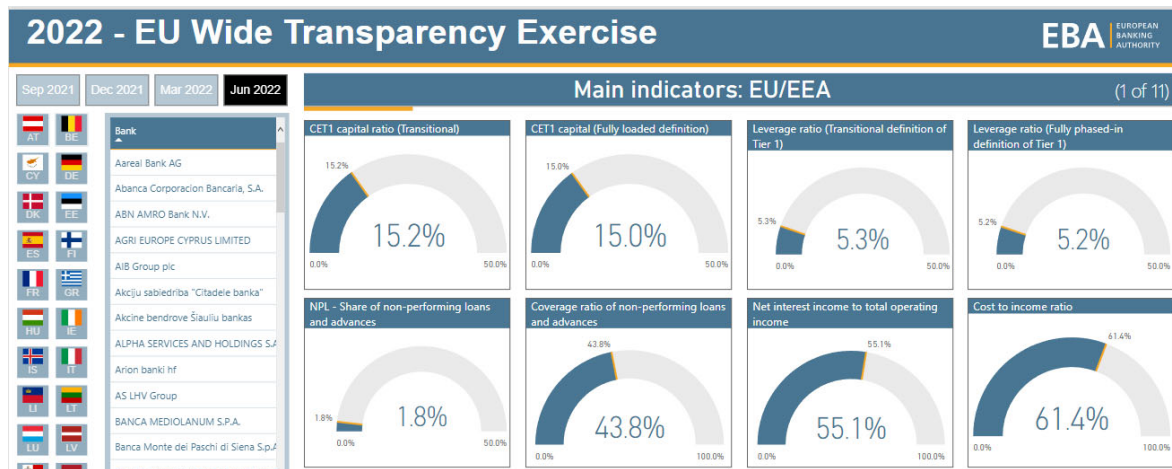 2022 - EU Wide Transparency Exercise
EBA EUROPEAN
BANKING
AUTHORITY
Sep 2021 Dec 2021 Mar 2022 Jun 2022
Main indicators: EU/EEA (1 of 11)
AT BE
CY DE
DK EE
ES FI
FR GR
HU IE
IS IT
LI LT
LU LV
Bank
Aareal Bank AG
Abanca Corporacion Bancaria, S.A.
ABN AMRO Bank N.V.
AGRI EUROPE CYPRUS LIMITED
AIB Group plc
Akciju sabiedriba "Citadele banka"
Akcine bendrove Šiauliu bankas
ALPHA SERVICES AND HOLDINGS S.A
Arion banki hf
AS LHV Group
BANCA MEDIOLANUM S.P.A.
Banca Monte dei Paschi di Siena S.p.A
CET1 capital ratio (Transitional)
15.2%
15.2%
0.0% 50.0%
CET1 capital (Fully loaded definition)
15.0%
15.0%
0.0% 50.0%
Leverage ratio (Transitional definition of
Tier 1)
5.3%
5.3%
0.0% 50.0%
Leverage ratio (Fully phased-in
definition of Tier 1)
5.2%
5.2%
0.0% 50.0%
NPL - Share of non-performing loans
and advances
1.8%
1.8%
0.0% 50.0%
Coverage ratio of non-performing loans
and advances
43.8%
43.8%
0.0% 100.0%
Net interest income to total operating
income
55.1%
55.1%
0.0% 100.0%
Cost to income ratio
61.4%
61.4%
0.0% 100.0%